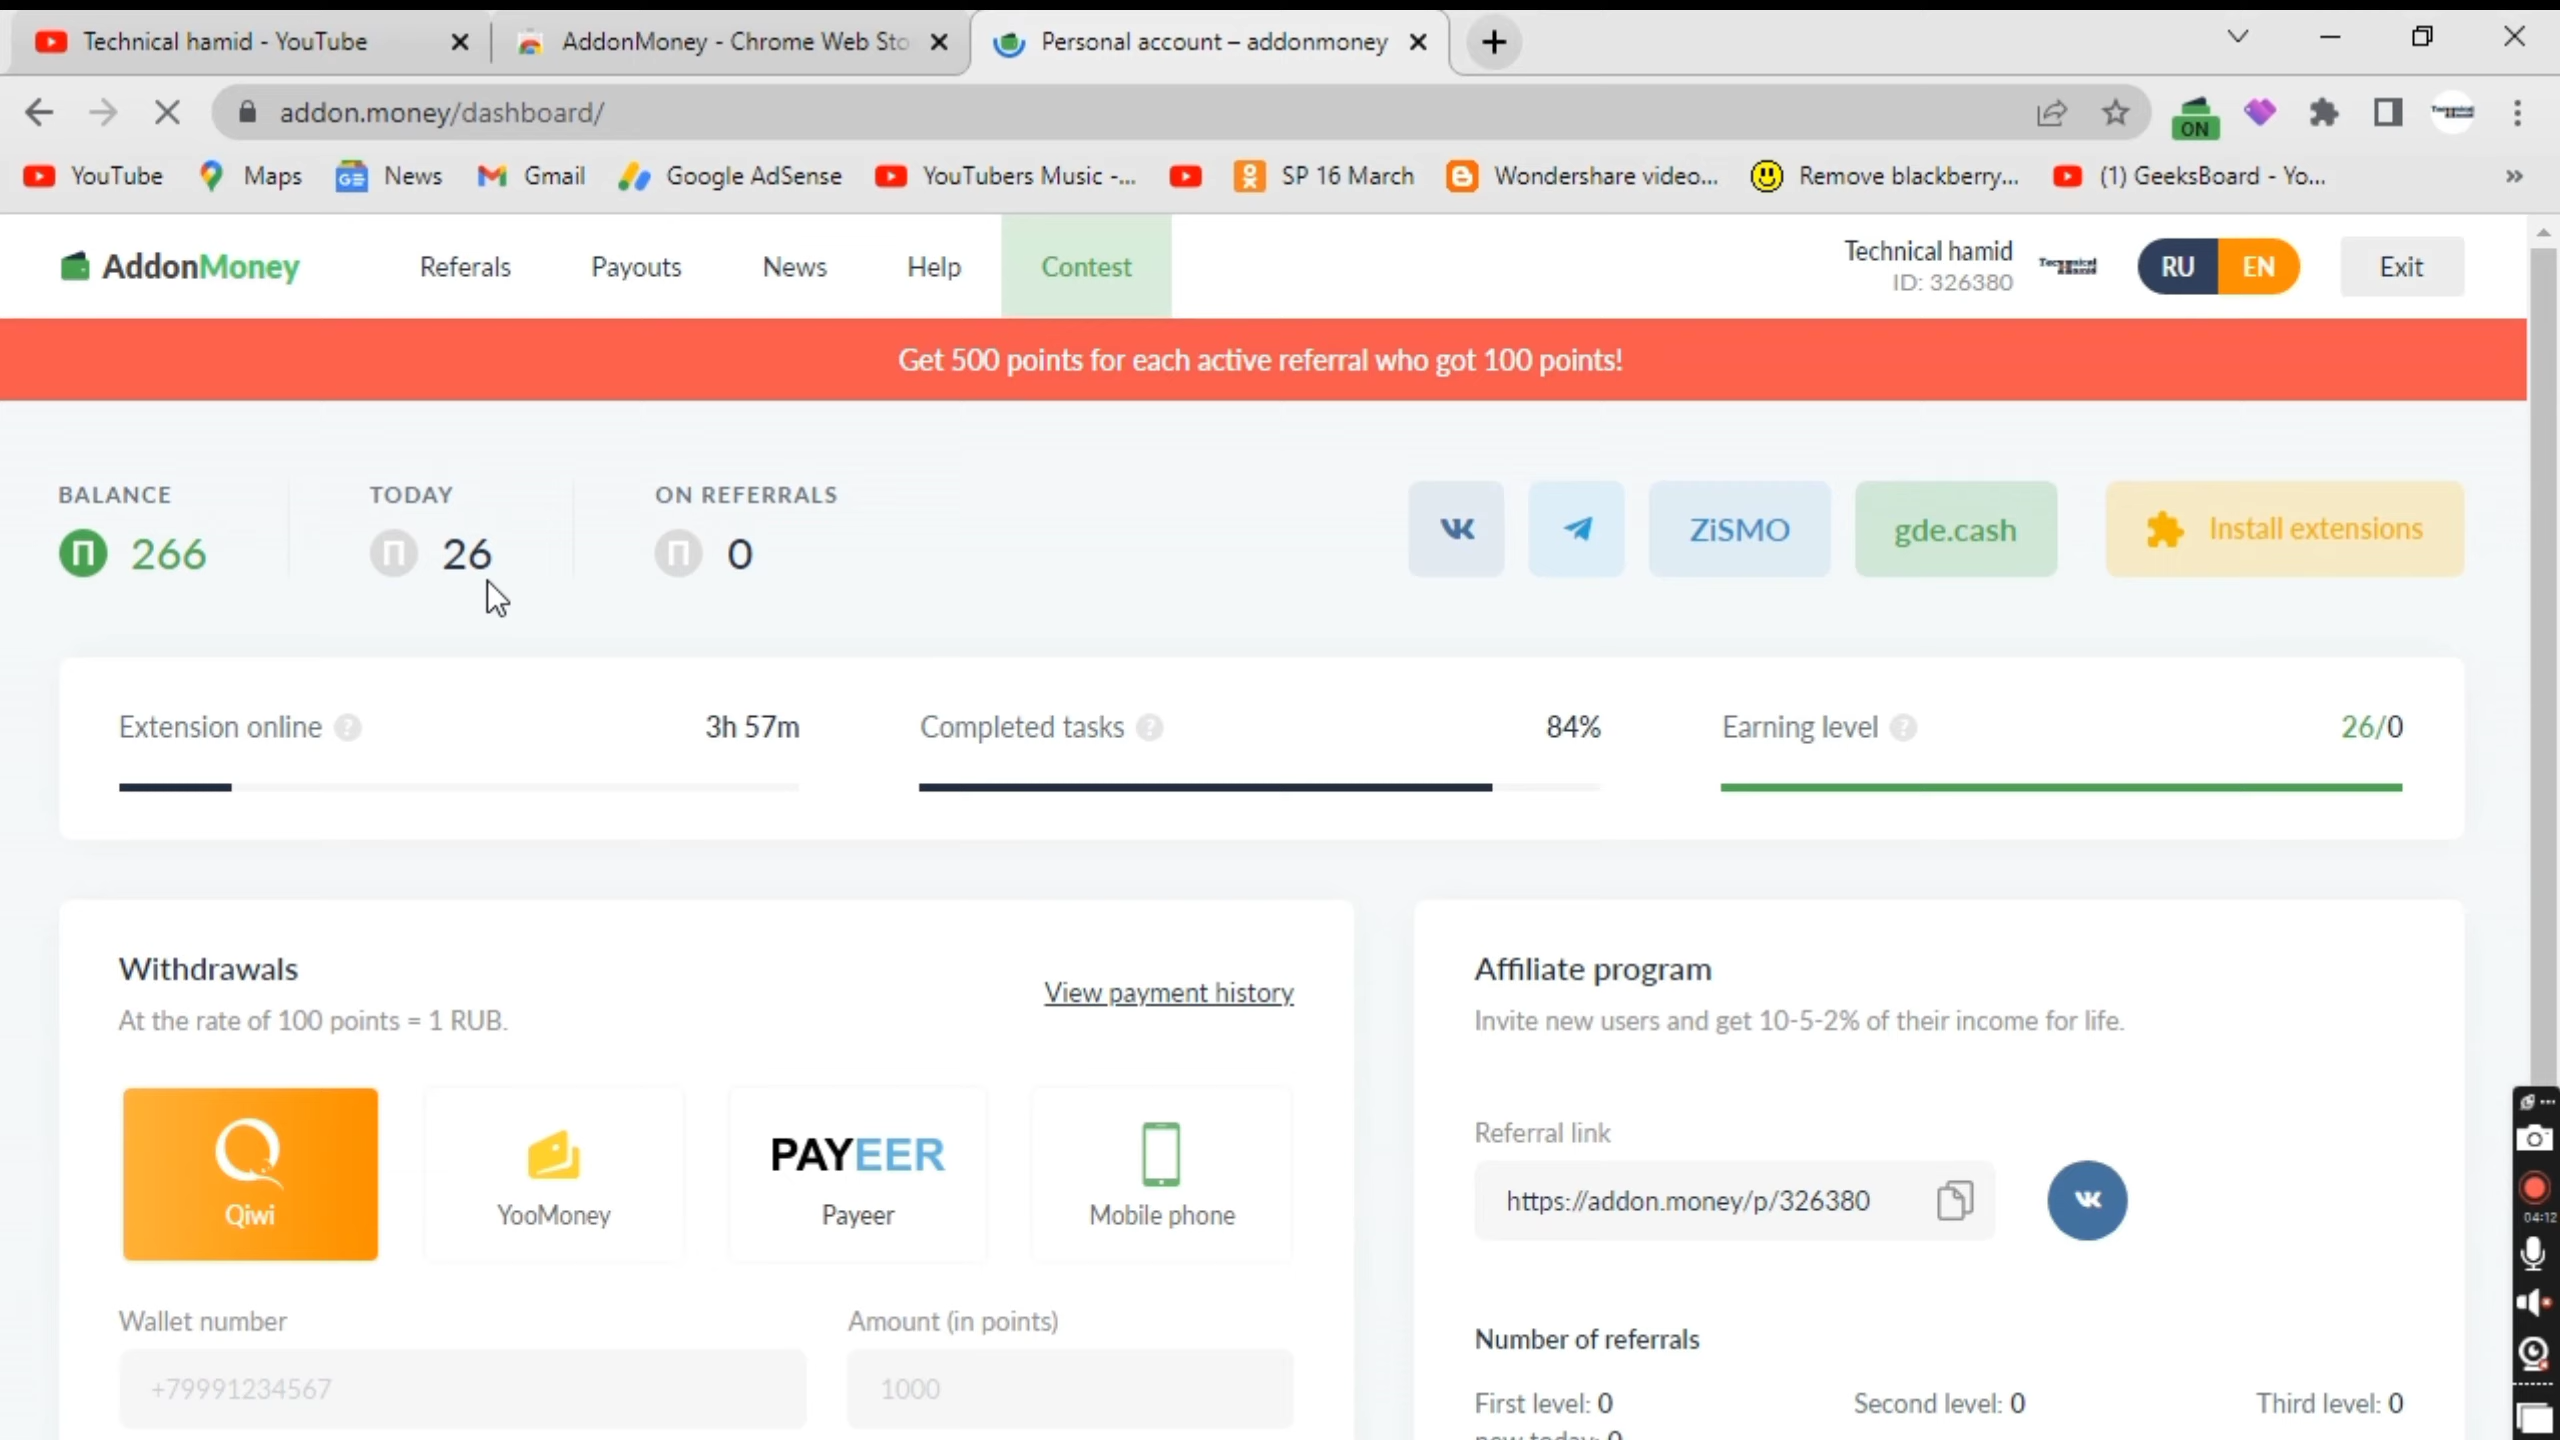 Technical hamid - YouTube
AddonMoney - Chrome Web Sto
Personal account – addonmoney
addon.money/dashboard/
ON
YouTube
Maps
News
Gmail
Google AdSense
YouTubers Music -...
SP 16 March
Wondershare video...
Remove blackberry...
(1) GeeksBoard - Yo...
»
AddonMoney
Referals
Payouts
News
Help
Contest
Technical hamid
ID: 326380
RU
EN
Exit
Get 500 points for each active referral who got 100 points!
BALANCE
266
TODAY
26
ON REFERRALS
0
ZiSMO
gde.cash
Install extensions
Extension online ?
3h 57m
Completed tasks ?
84%
Earning level ?
26/0
Withdrawals
At the rate of 100 points = 1 RUB.
View payment history
Qiwi
YooMoney
PAYEER
Payeer
Mobile phone
Wallet number
+79991234567
Amount (in points)
1000
Affiliate program
Invite new users and get 10-5-2% of their income for life.
Referral link
https://addon.money/p/326380
Number of referrals
First level: 0
Second level: 0
Third level: 0
04:12